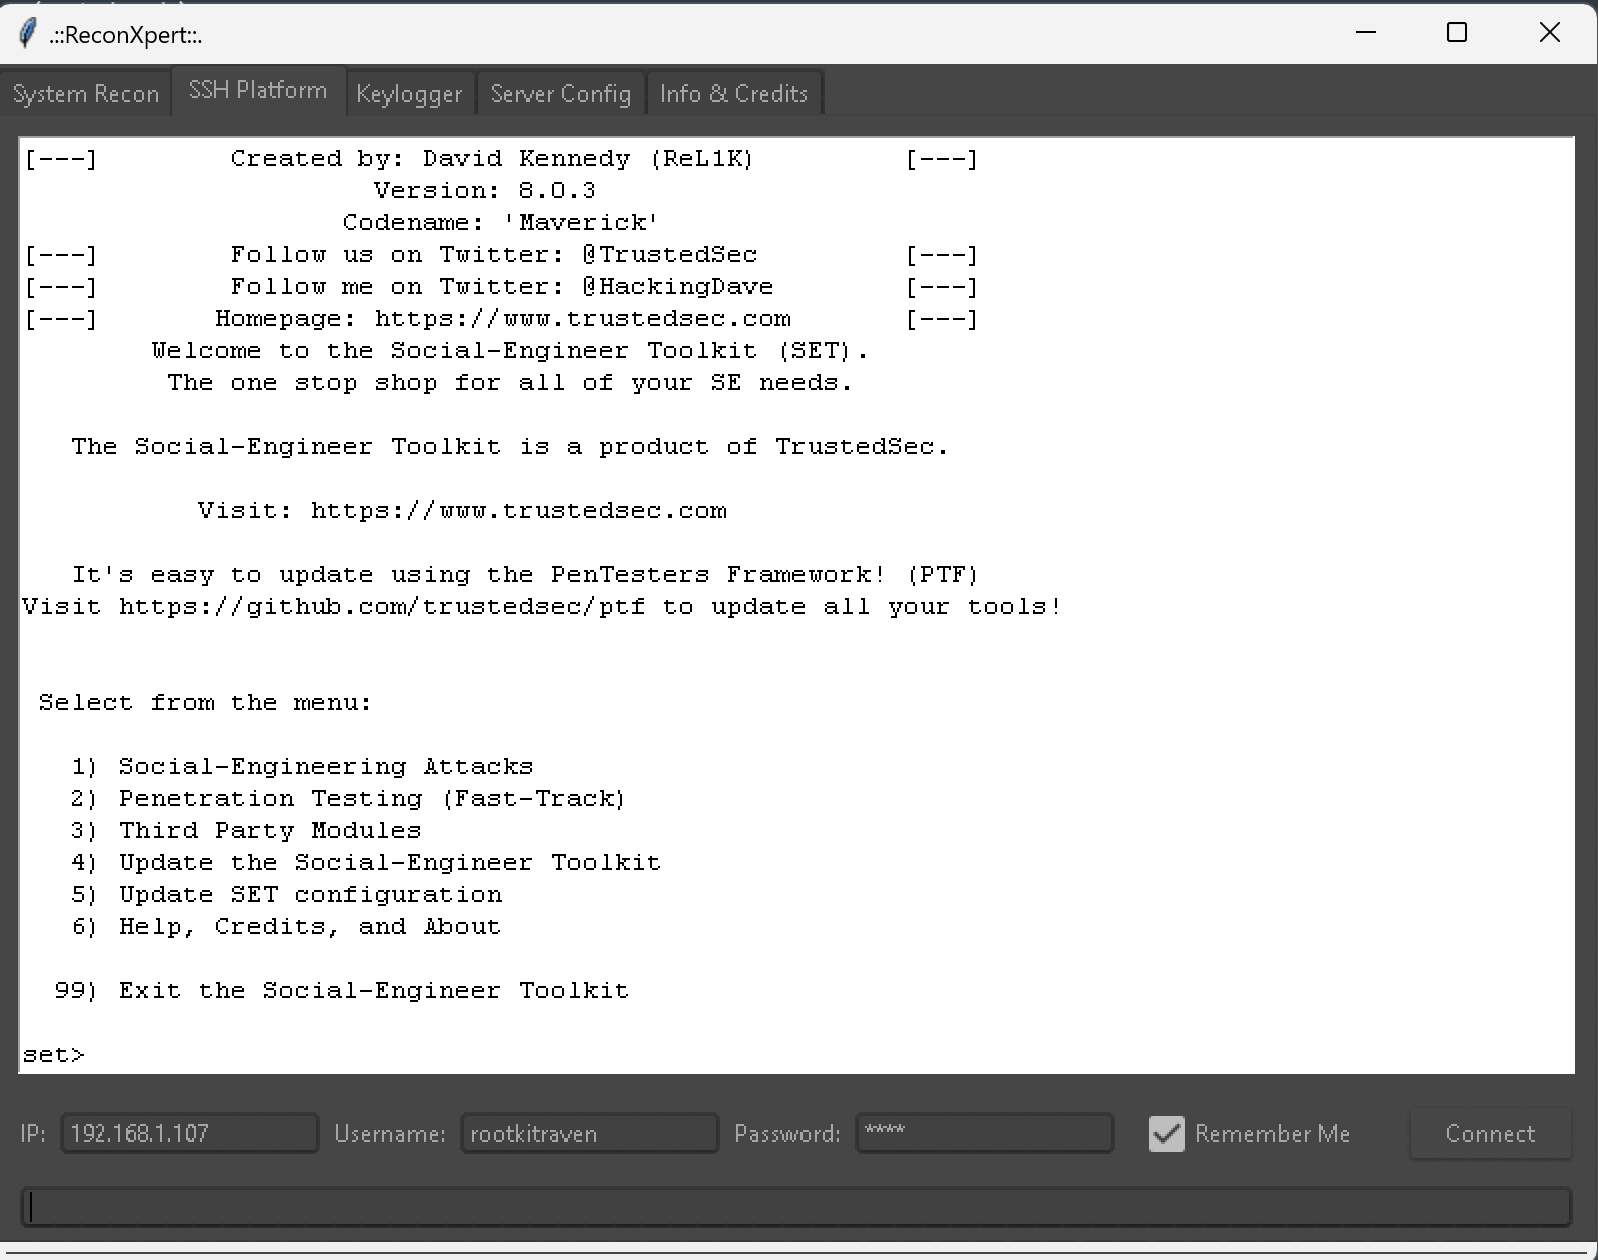 .::ReconXpert::.
System Recon SSH Platform Keylogger Server Config Info & Credits
[---] Created by: David Kennedy (ReL1K) [---]
Version: 8.0.3
Codename: 'Maverick'
[---] Follow us on Twitter: @TrustedSec [---]
[---] Follow me on Twitter: @HackingDave [---]
[---] Homepage: https://www.trustedsec.com [---]
Welcome to the Social-Engineer Toolkit (SET).
The one stop shop for all of your SE needs.
The Social-Engineer Toolkit is a product of TrustedSec.
Visit: https://www.trustedsec.com
It's easy to update using the PenTesters Framework! (PTF)
Visit https://github.com/trustedsec/ptf to update all your tools!
Select from the menu:
1) Social-Engineering Attacks
2) Penetration Testing (Fast-Track)
3) Third Party Modules
4) Update the Social-Engineer Toolkit
5) Update SET configuration
6) Help, Credits, and About
99) Exit the Social-Engineer Toolkit
set>
IP: 192.168.1.107 Username: rootkitraven Password: **** Remember Me Connect